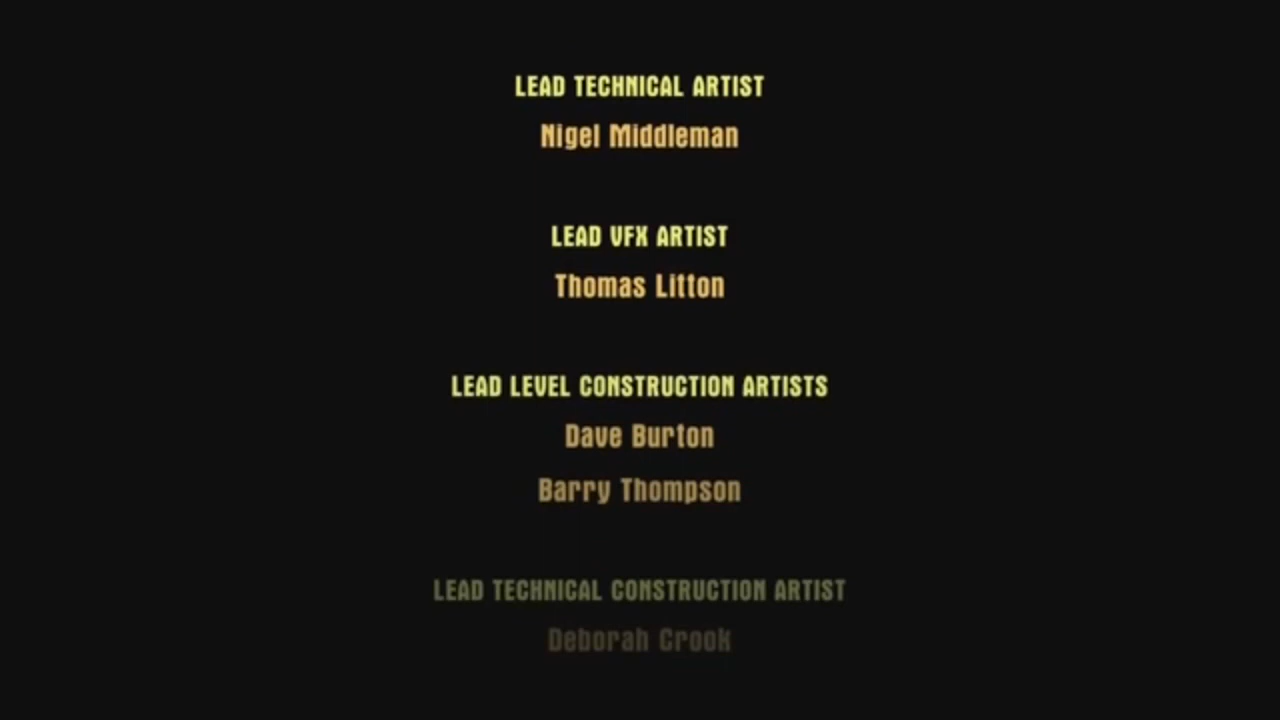 LEAD TECHNICAL ARTIST
Nigel Middleman
LEAD VFX ARTIST
Thomas Litton
LEAD LEVEL CONSTRUCTION ARTISTS
Dave Burton
Barry Thompson
LEAD TECHNICAL CONSTRUCTION ARTIST
Deborah Crook